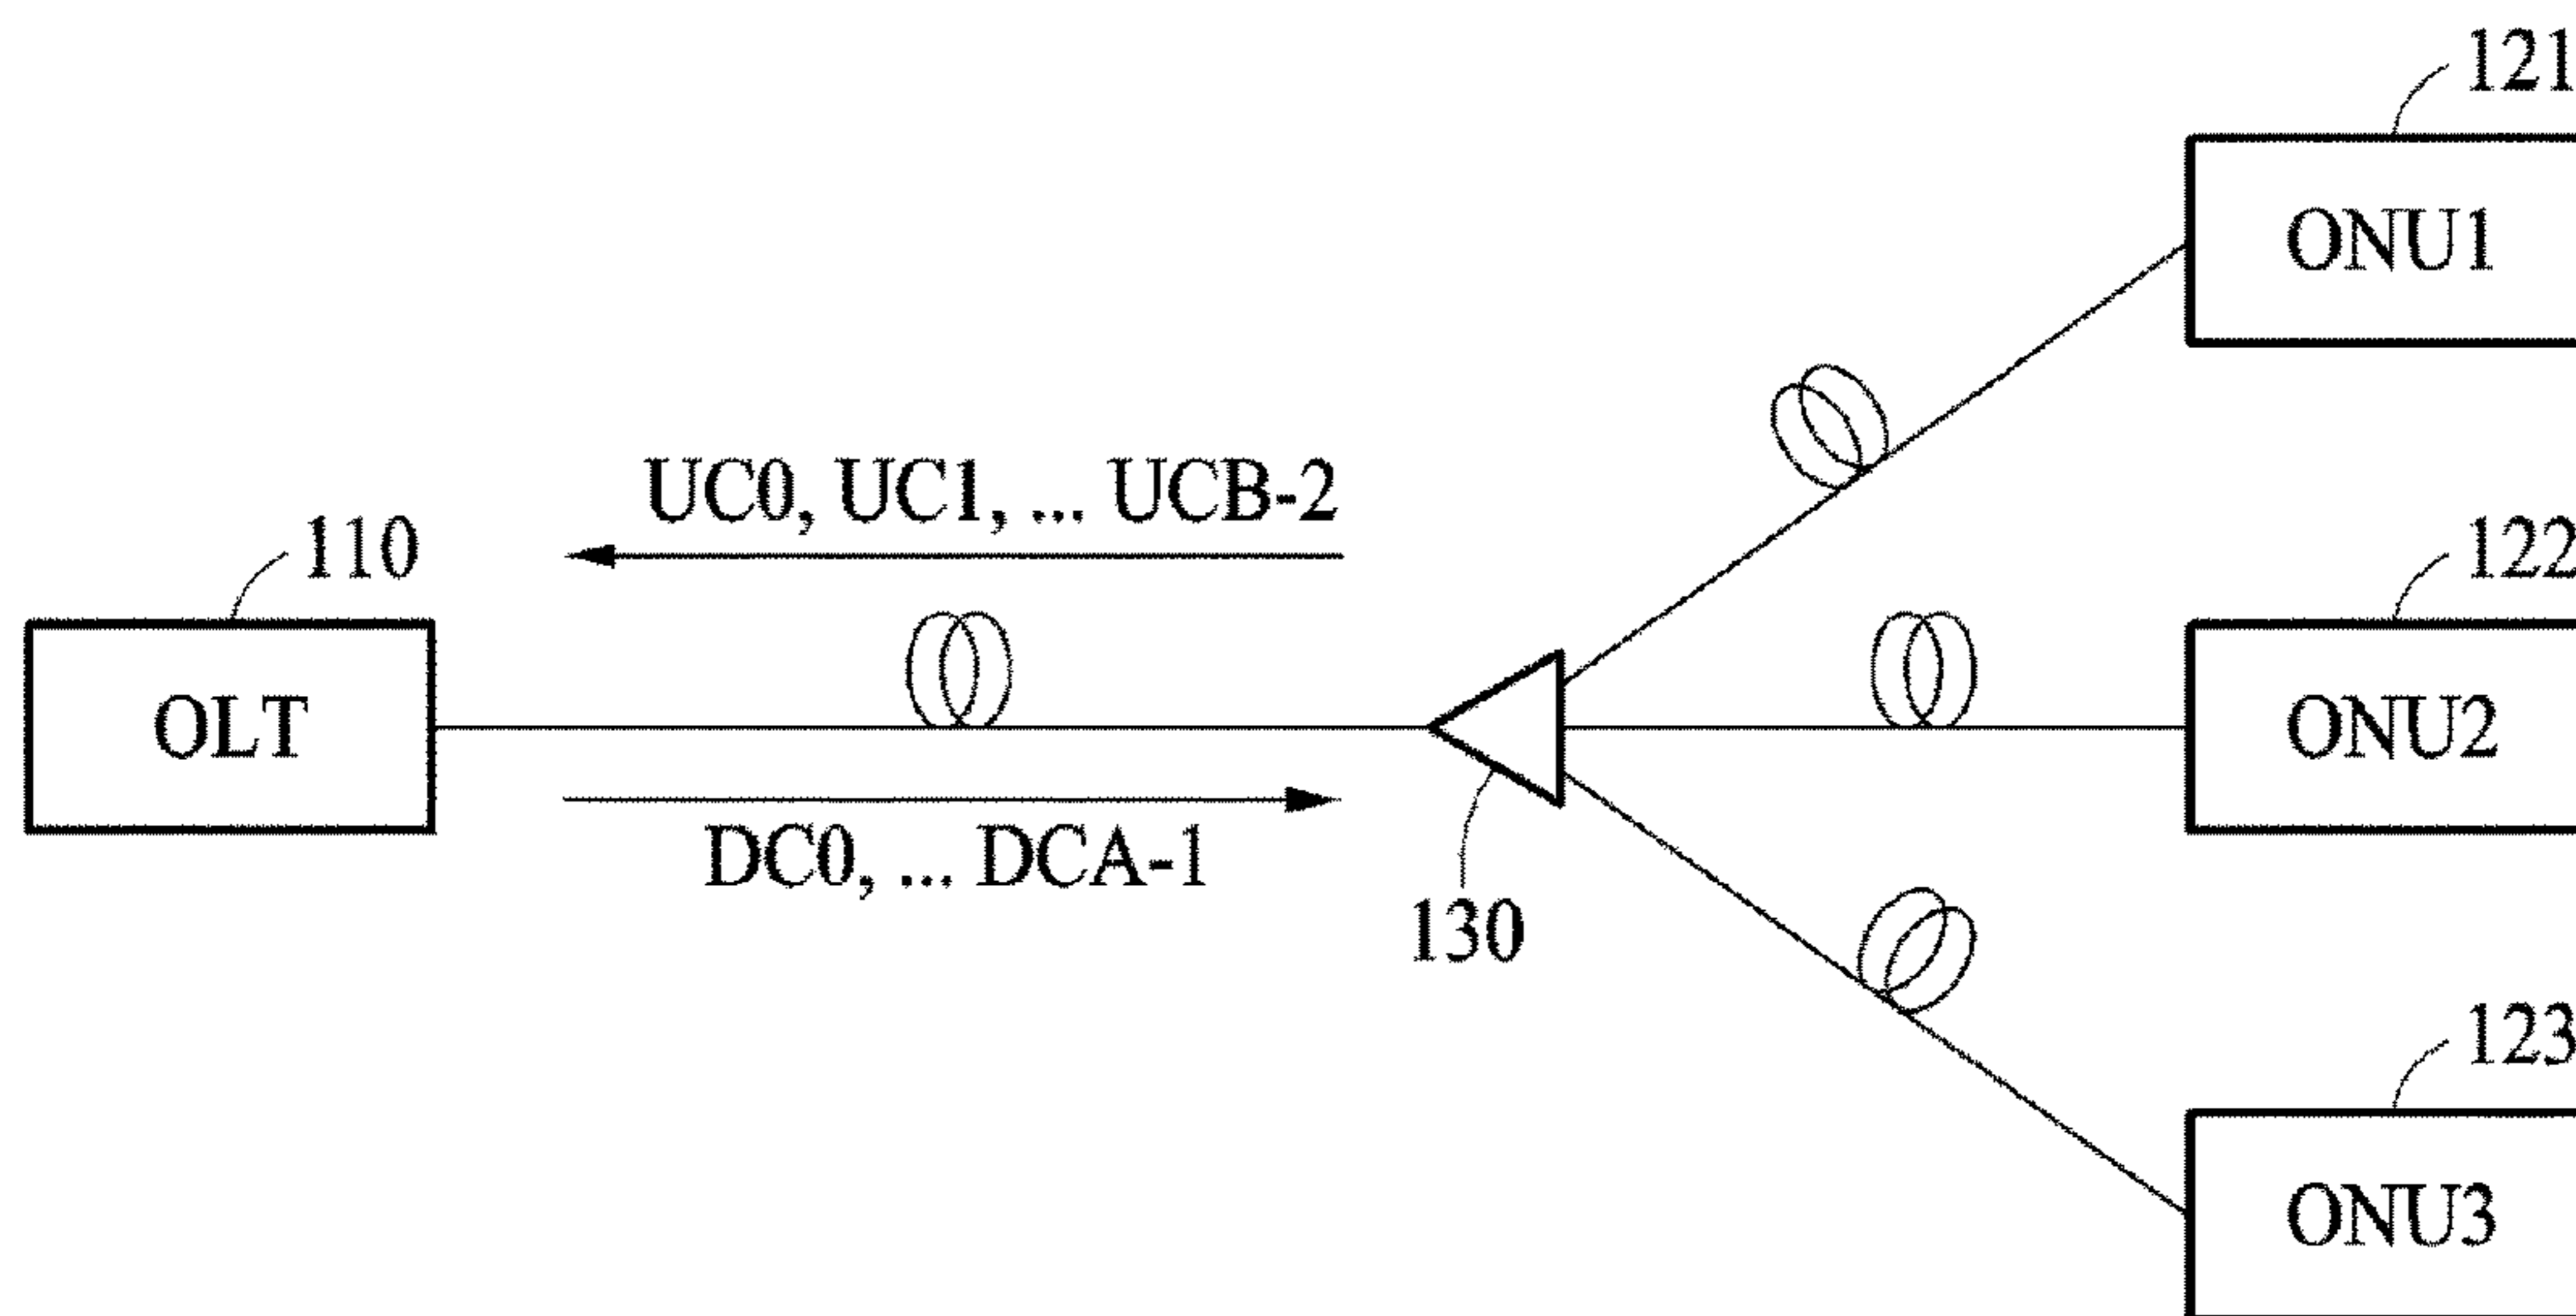 121
ONU1
UC0, UC1, ... UCB-2
110
122
OLT
ONU2
DC0, ... DCA-1
130
123
ONU3